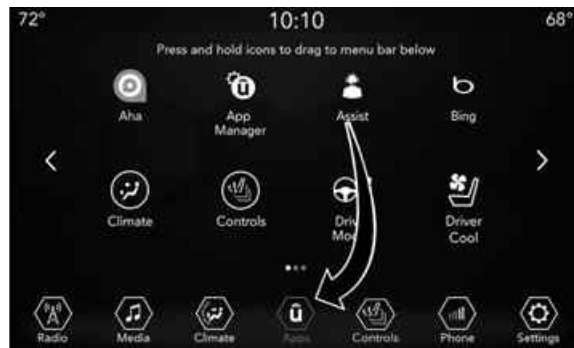 72°
10:10
68°
Press and hold icons to drag to menu bar below
Aha
App
Manager
Assist
Bing
Climate
Controls
Driver
Cool
Radio
Media
Climate
ū
Apps
Controls
Phone
Settings